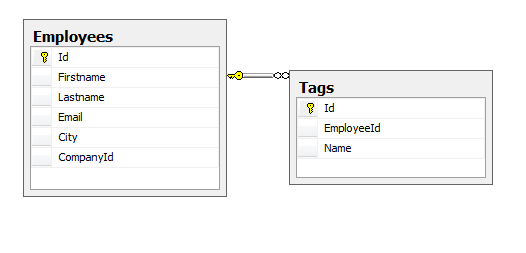 Employees
Id
Firstname
Lastname
Email
City
CompanyId
Tags
Id
EmployeeId
Name